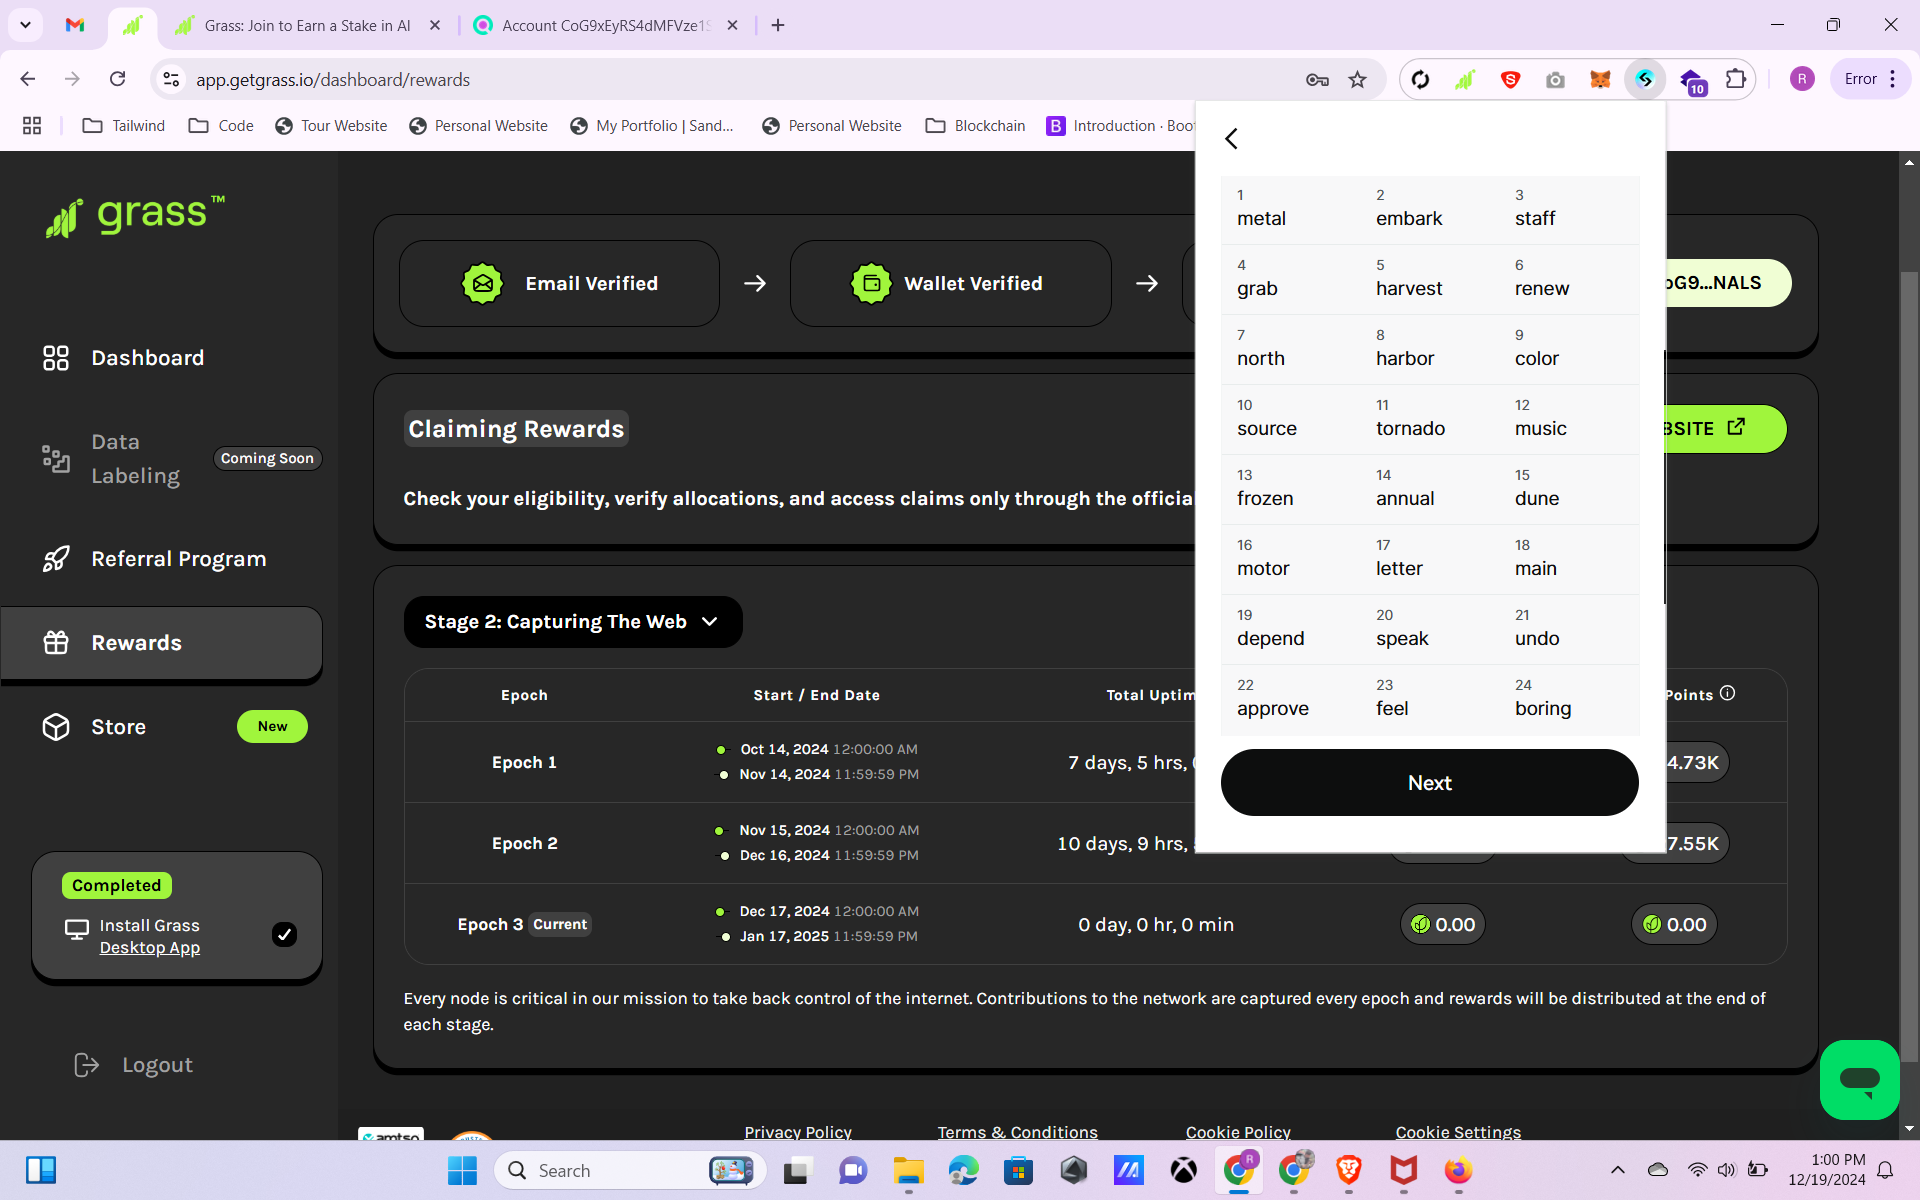 Grass: Join to Earn a Stake in AI
Account CoG9xEyRS4dMFVze1S
app.getgrass.io/dashboard/rewards
10
R
Error
Tailwind
Code
Tour Website
Personal Website
My Portfolio | Sand...
Personal Website
Blockchain
B
Introduction · Boot
grass™
Dashboard
Data
Labeling
Coming Soon
Referral Program
Rewards
Store
New
Completed
Install Grass
Desktop App
Logout
Email Verified
Wallet Verified
oG9...NALS
Claiming Rewards
BSITE
Check your eligibility, verify allocations, and access claims only through the official
Stage 2: Capturing The Web
Epoch
Start / End Date
Total Uptim
Points
Epoch 1
Oct 14, 2024 12:00:00 AM
Nov 14, 2024 11:59:59 PM
7 days, 5 hrs,
4.73K
Epoch 2
Nov 15, 2024 12:00:00 AM
Dec 16, 2024 11:59:59 PM
10 days, 9 hrs,
7.55K
Epoch 3 Current
Dec 17, 2024 12:00:00 AM
Jan 17, 2025 11:59:59 PM
0 day, 0 hr, 0 min
0.00
0.00
Every node is critical in our mission to take back control of the internet. Contributions to the network are captured every epoch and rewards will be distributed at the end of
each stage.
Privacy Policy
Terms & Conditions
Cookie Policy
Cookie Settings
1 2 3
metal embark staff
4 5 6
grab harvest renew
7 8 9
north harbor color
10 11 12
source tornado music
13 14 15
frozen annual dune
16 17 18
motor letter main
19 20 21
depend speak undo
22 23 24
approve feel boring
Next
Search
R
1:00 PM
12/19/2024